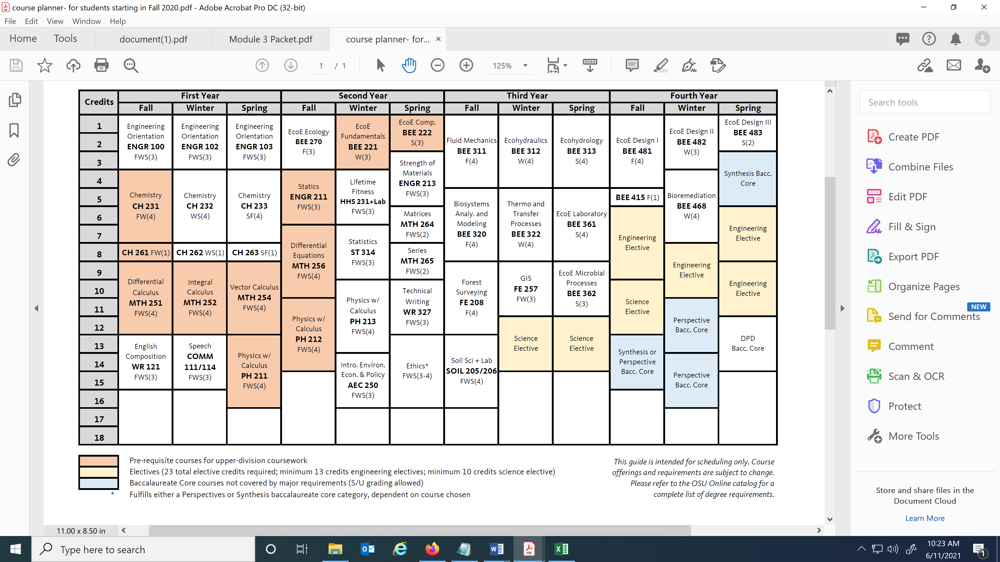 course planner- for students starting in Fall 2020.pdf - Adobe Acrobat Pro DC (32-bit)
File Edit View Window Help
Home Tools document(1).pdf Module 3 Packet.pdf course planner- for... ×
1 / 1 125%
Credits First Year Second Year Third Year Fourth Year
Fall Winter Spring Fall Winter Spring Fall Winter Spring Fall Winter Spring
1
2
3
4
5
6
7
8
9
10
11
12
13
14
15
16
17
18
Engineering
Orientation
ENGR 100
FWS(3)
Chemistry
CH 231
FW(4)
CH 261 FW(1)
Differential
Calculus
MTH 251
FWS(4)
English
Composition
WR 121
FWS(3)
Engineering
Orientation
ENGR 102
FWS(3)
Chemistry
CH 232
WS(4)
CH 262 WS(1)
Integral
Calculus
MTH 252
FWS(4)
Speech
COMM
111/114
FWS(3)
Engineering
Orientation
ENGR 103
FWS(3)
Chemistry
CH 233
SF(4)
CH 263 SF(1)
Vector Calculus
MTH 254
FWS(4)
Physics w/
Calculus
PH 211
FWS(4)
EcoE Ecology
BEE 270
F(3)
Statics
ENGR 211
FWS(3)
Differential
Equations
MTH 256
FWS(4)
Physics w/
Calculus
PH 212
FWS(4)
EcoE
Fundamentals
BEE 221
W(3)
Lifetime
Fitness
HHS 231+Lab
FWS(3)
Statistics
ST 314
FWS(3)
Physics w/
Calculus
PH 213
FWS(4)
Intro. Environ.
Econ. & Policy
AEC 250
FWS(3)
EcoE Comp.
BEE 222
S(3)
Strength of
Materials
ENGR 213
FWS(3)
Matrices
MTH 264
FWS(2)
Series
MTH 265
FWS(2)
Technical
Writing
WR 327
FWS(3)
Ethics*
FWS(3-4)
Fluid Mechanics
BEE 311
F(4)
Biosystems
Analy. and
Modeling
BEE 320
F(4)
Forest
Surveying
FE 208
F(4)
Soil Sci + Lab
SOIL 205/206
FWS(4)
Ecohydraulics
BEE 312
W(4)
Thermo and
Transfer
Processes
BEE 322
W(4)
GIS
FE 257
FW(3)
Science
Elective
Ecohydrology
BEE 313
S(4)
EcoE Laboratory
BEE 361
S(4)
EcoE Microbial
Processes
BEE 362
S(3)
Science
Elective
EcoE Design I
BEE 481
F(4)
BEE 415 F(1)
Engineering
Elective
Science
Elective
Synthesis or
Perspective
Bacc. Core
EcoE Design II
BEE 482
W(3)
Bioremediation
BEE 468
W(4)
Engineering
Elective
Perspective
Bacc. Core
Perspective
Bacc. Core
EcoE Design III
BEE 483
S(2)
Synthesis Bacc.
Core
Engineering
Elective
Engineering
Elective
DPD
Bacc. Core
Pre-requisite courses for upper-division coursework
Electives (23 total elective credits required; minimum 13 credits engineering electives; minimum 10 credits science elective)
Baccalaureate Core courses not covered by major requirements (S/U grading allowed)
* Fulfills either a Perspectives or Synthesis baccalaureate core category, dependent on course chosen
This guide is intended for scheduling only. Course
offerings and requirements are subject to change.
Please refer to the OSU Online catalog for a
complete list of degree requirements.
11.00 x 8.50 in
Search tools
Create PDF
Combine Files
Edit PDF
Fill & Sign
Export PDF
Organize Pages
NEW
Send for Comments
Comment
Scan & OCR
Protect
More Tools
Store and share files in the
Document Cloud
Learn More
Type here to search
10:23 AM
6/11/2021
1